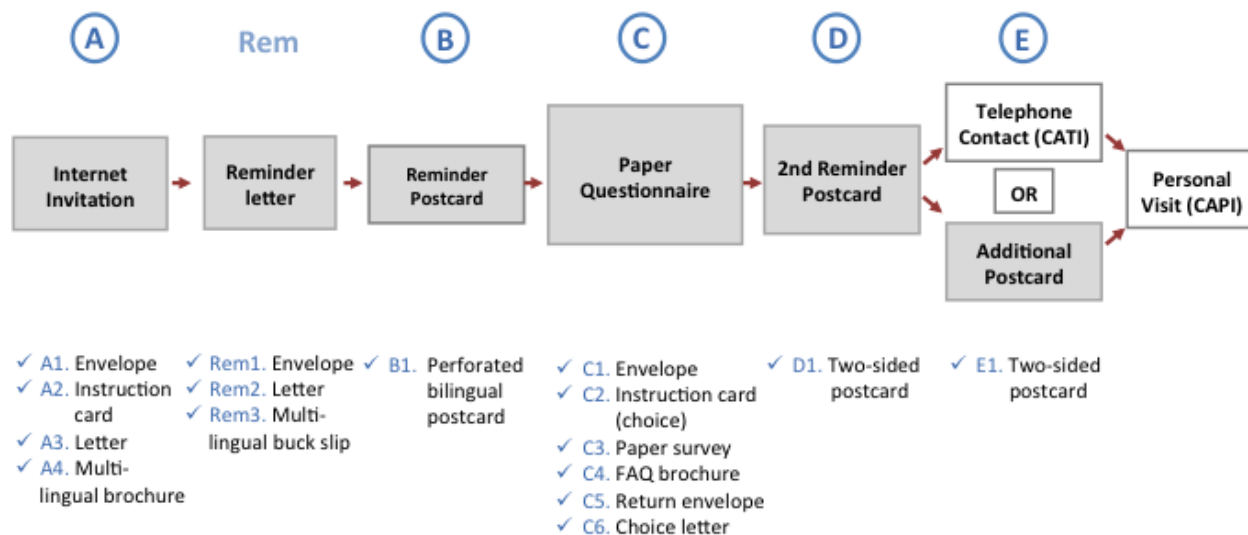 A
Rem
B
C
D
E
Internet
Invitation
Reminder
letter
Reminder
Postcard
Paper
Questionnaire
2nd Reminder
Postcard
Telephone
Contact (CATI)
OR
Additional
Postcard
Personal
Visit (CAPI)
✓ A1. Envelope
✓ A2. Instruction
card
✓ A3. Letter
✓ A4. Multi-
lingual brochure
✓ Rem1. Envelope
✓ Rem2. Letter
✓ Rem3. Multi-
lingual buck slip
✓ B1. Perforated
bilingual
postcard
✓ C1. Envelope
✓ C2. Instruction card
(choice)
✓ C3. Paper survey
✓ C4. FAQ brochure
✓ C5. Return envelope
✓ C6. Choice letter
✓ D1. Two-sided
postcard
✓ E1. Two-sided
postcard